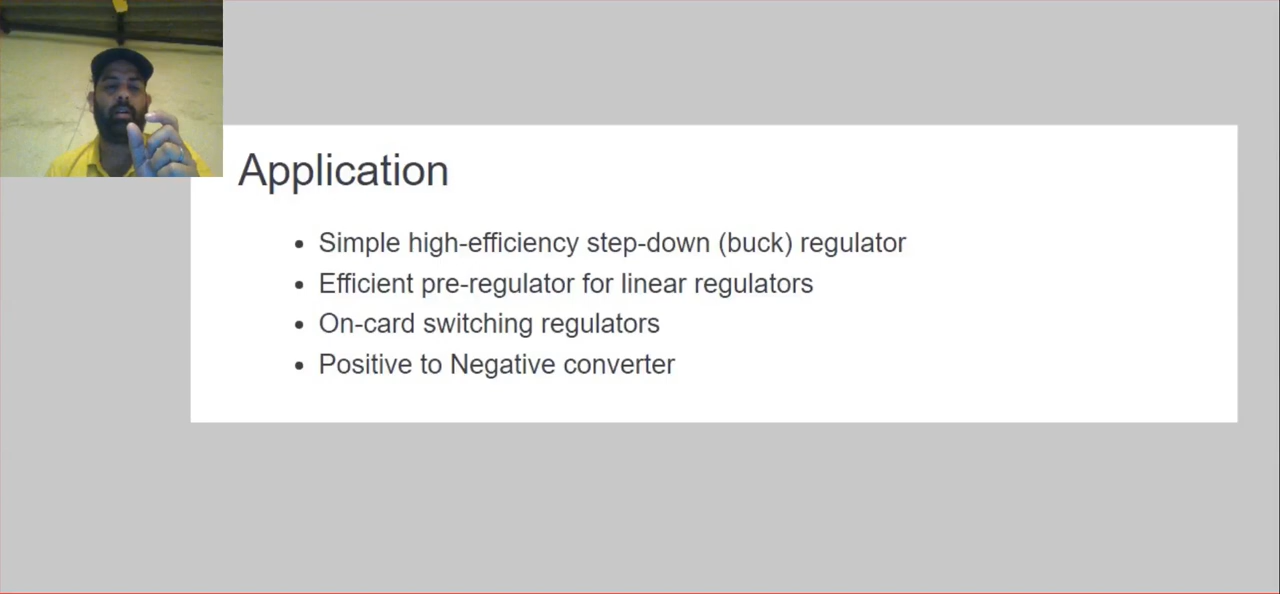 Application
Simple high-efficiency step-down (buck) regulator
Efficient pre-regulator for linear regulators
On-card switching regulators
Positive to Negative converter